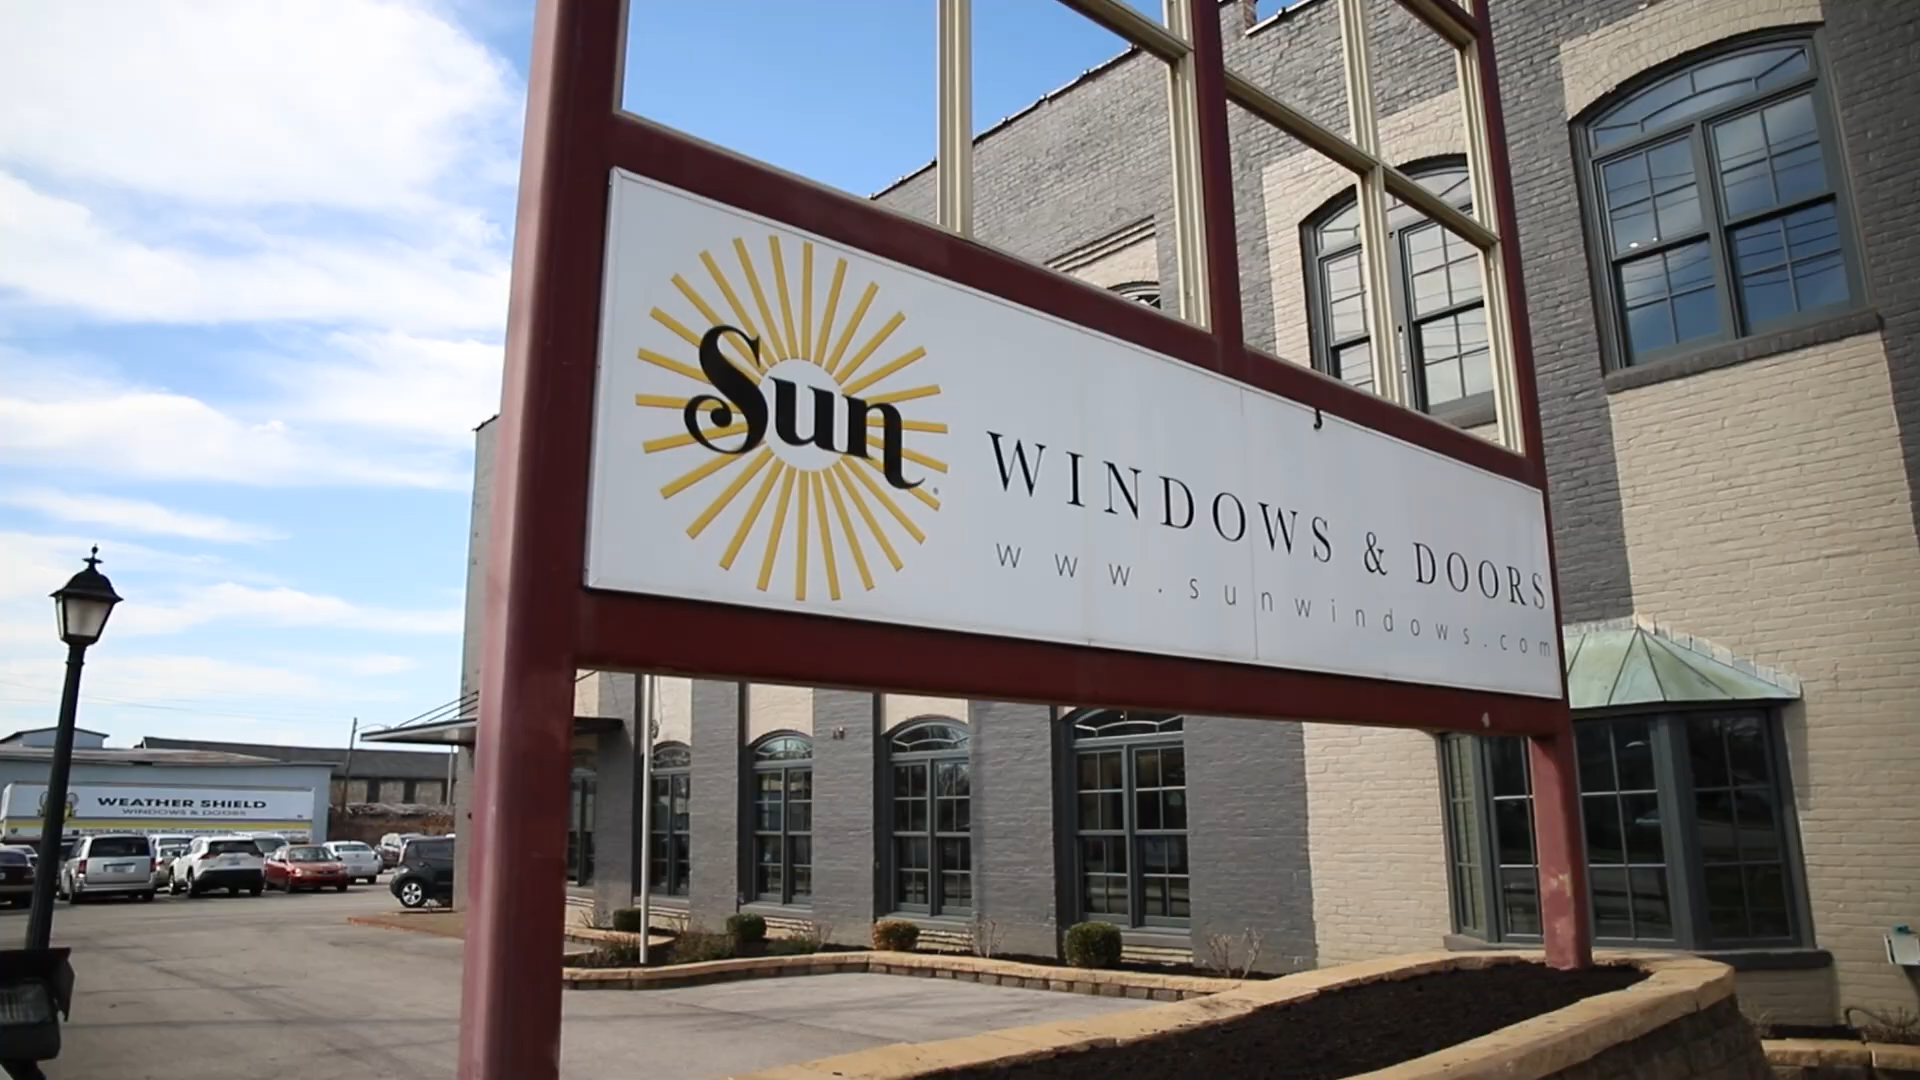 Sun
WINDOWS & DOORS
www.sunwindows.com
WEATHER SHIELD
WINDOWS & DOORS